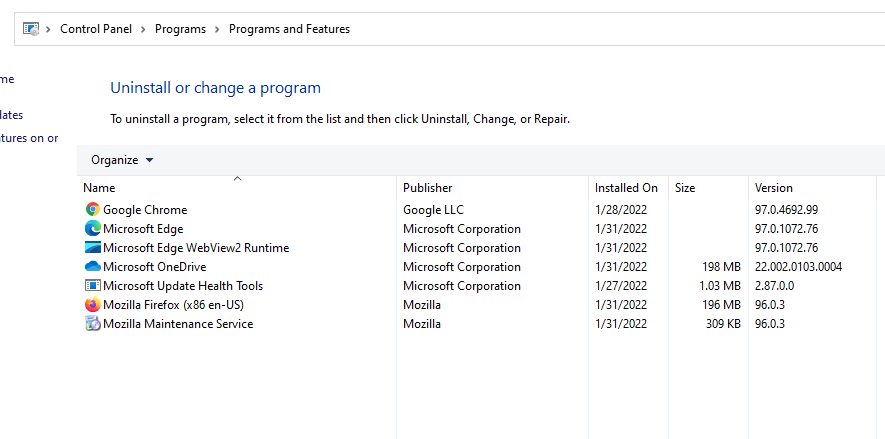 Control Panel > Programs > Programs and Features
me
Uninstall or change a program
lates
To uninstall a program, select it from the list and then click Uninstall, Change, or Repair.
tures on or
Organize
Name Publisher Installed On Size Version
Google Chrome Google LLC 1/28/2022 97.0.4692.99
Microsoft Edge Microsoft Corporation 1/31/2022 97.0.1072.76
Microsoft Edge WebView2 Runtime Microsoft Corporation 1/31/2022 97.0.1072.76
Microsoft OneDrive Microsoft Corporation 1/31/2022 198 MB 22.002.0103.0004
Microsoft Update Health Tools Microsoft Corporation 1/27/2022 1.03 MB 2.87.0.0
Mozilla Firefox (x86 en-US) Mozilla 1/31/2022 196 MB 96.0.3
Mozilla Maintenance Service Mozilla 1/31/2022 309 KB 96.0.3